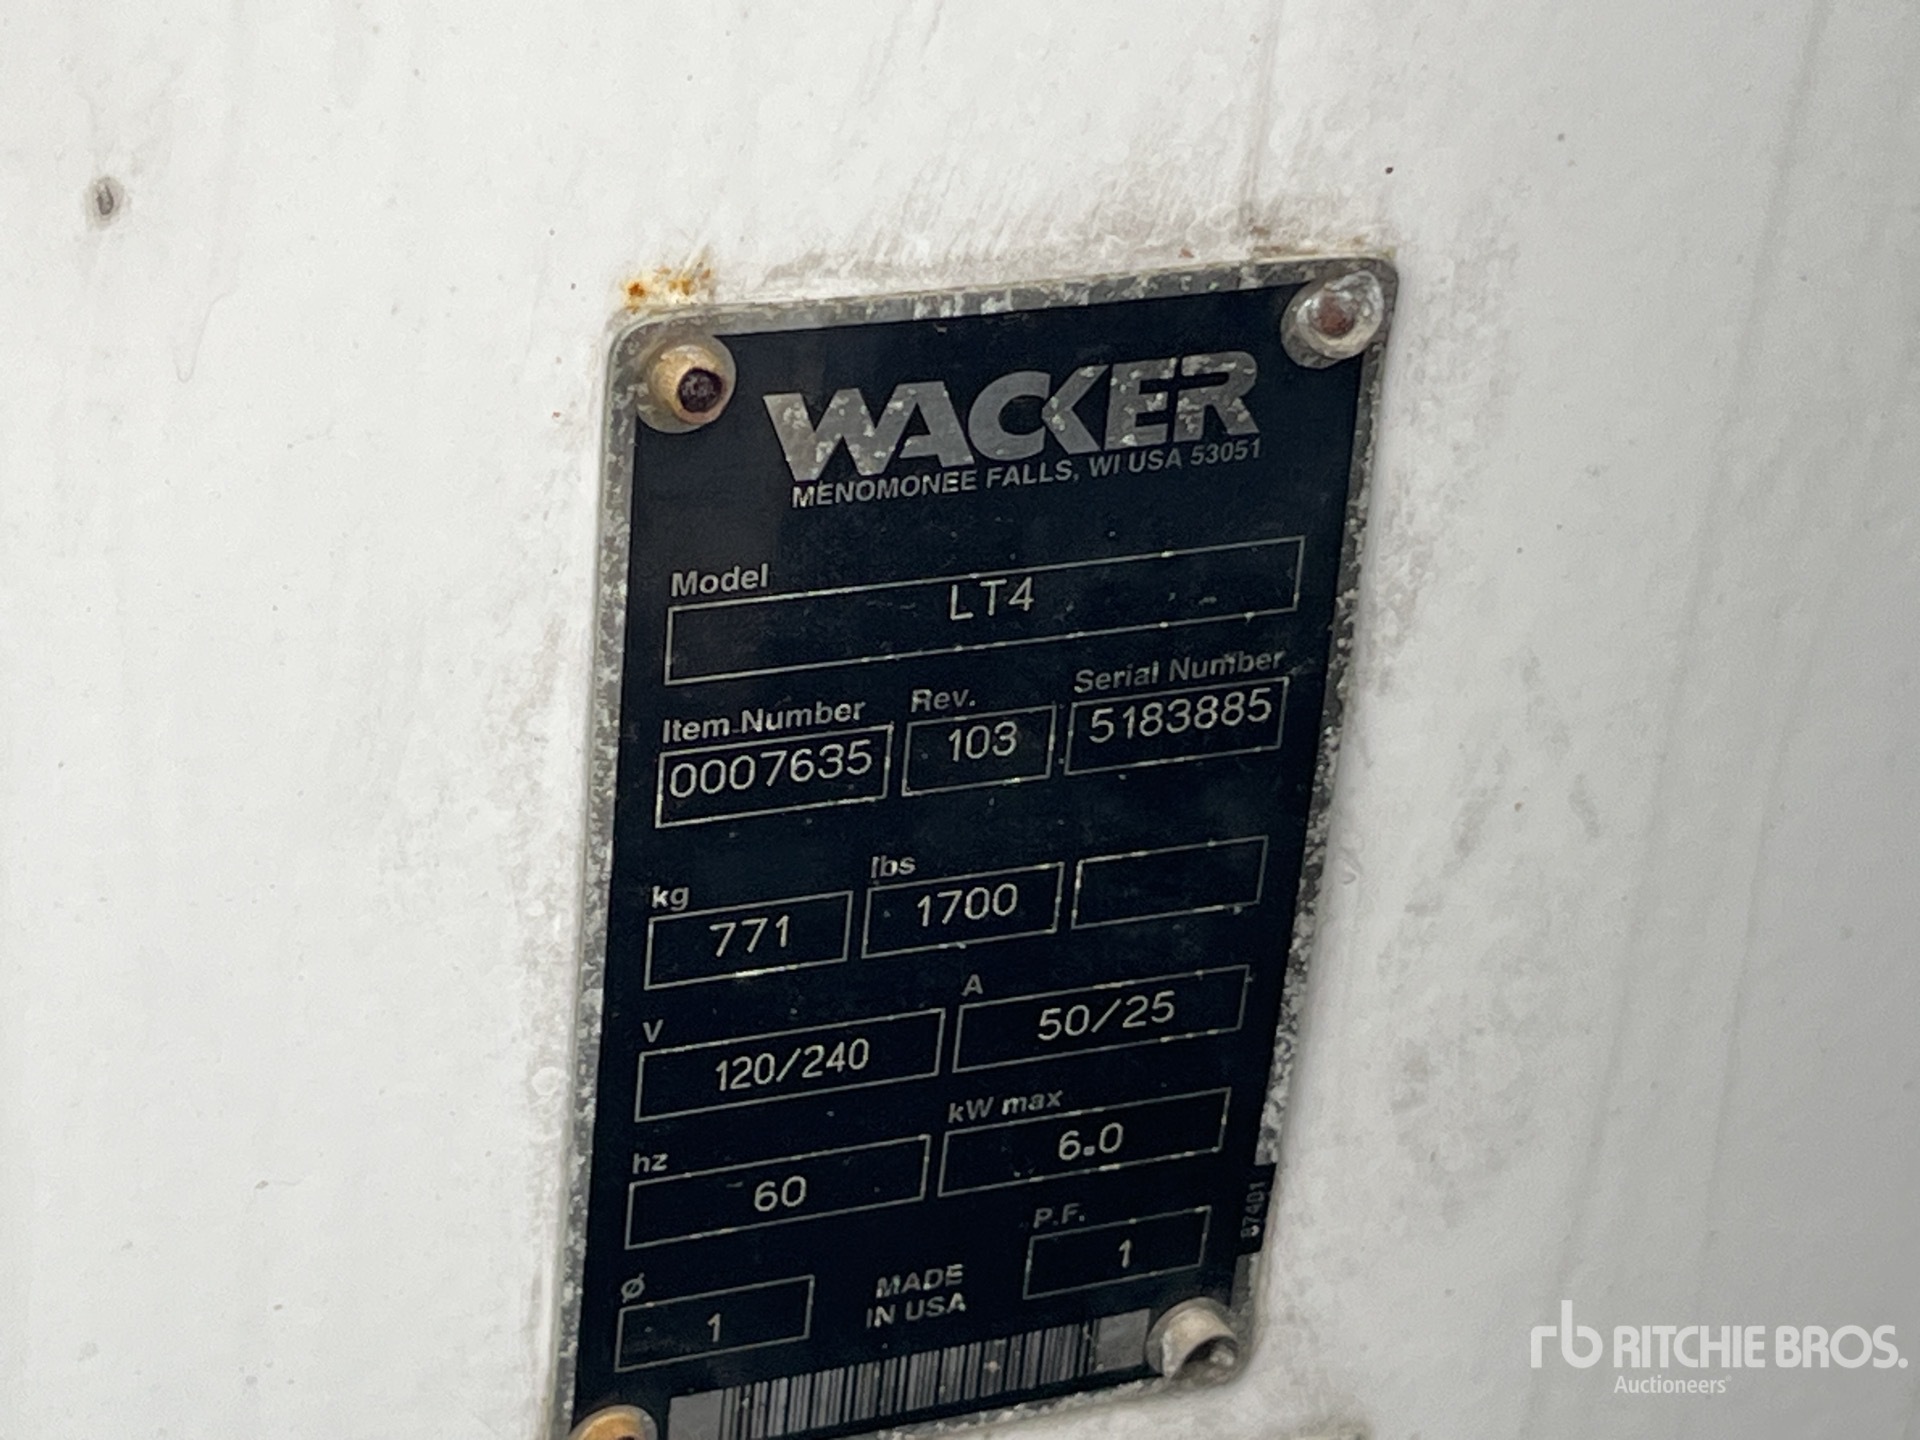 WACKER
MENOMONEE FALLS, WI USA 53051
Model
LT4
Item Number Rev. Serial Number
0007635 103 5183885
kg lbs
771 1700
V A
120/240 50/25
hz kW max
60 6.0
Ø P.F.
1 MADE IN USA 1
87401
rb RITCHIE BROS.
Auctioneers